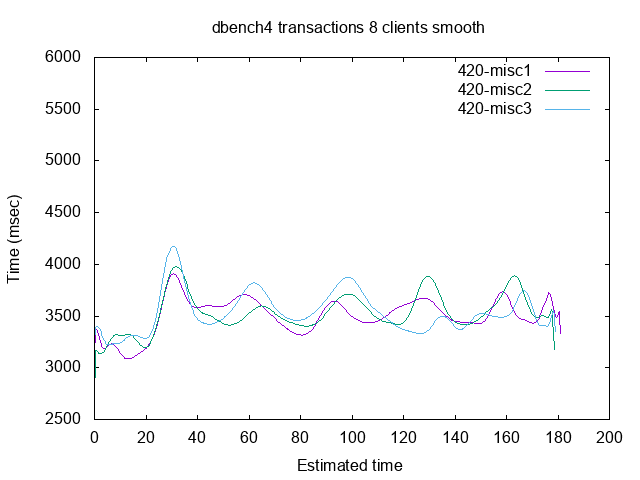 dbench4 transactions 8 clients smooth
6000
5500
5000
4500
4000
3500
3000
2500
Time (msec)
420-misc1
420-misc2
420-misc3
0 20 40 60 80 100 120 140 160 180 200
Estimated time